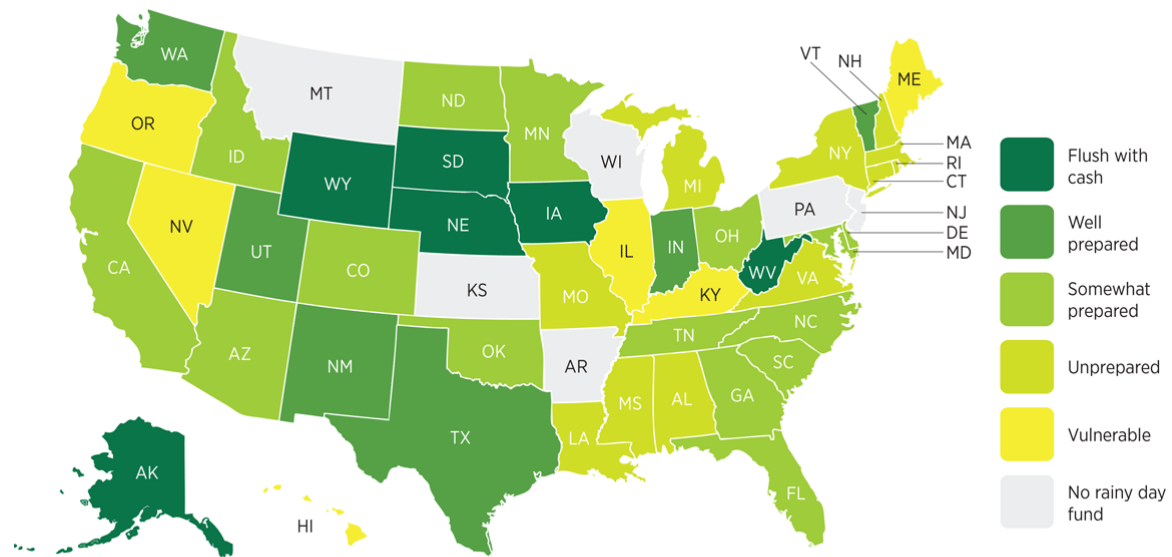 WA
MT
ND
MN
OR
ID
SD
WI
WY
MI
NY
VT
NH
ME
MA
RI
CT
NJ
DE
MD
NE
IA
PA
NV
UT
CO
IL
IN
OH
WV
CA
KS
MO
KY
VA
AZ
NM
OK
AR
TN
NC
SC
TX
MS
AL
GA
LA
FL
AK
HI
Flush with
cash
Well
prepared
Somewhat
prepared
Unprepared
Vulnerable
No rainy day
fund